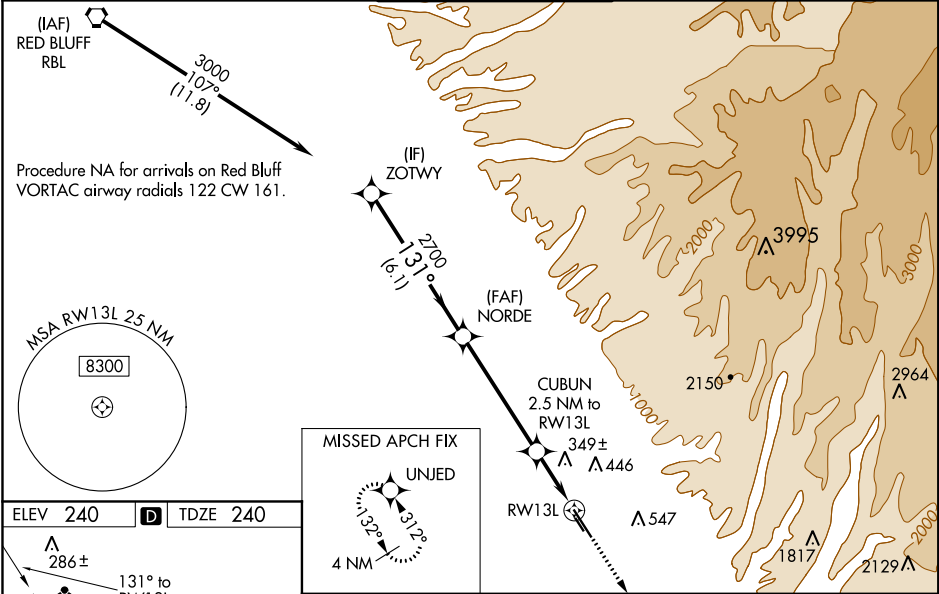 (IAF)
RED BLUFF
RBL
3000
107°
(11.8)
Procedure NA for arrivals on Red Bluff
VORTAC airway radials 122 CW 161.
(IF)
ZOTWY
2700
131°
(6.1)
(FAF)
NORDE
CUBUN
2.5 NM to
RW13L
349±
446
RW13L
547
2000
3995
3000
2150
2964
1000
2000
1817
2129
MSA RW13L 25 NM
8300
MISSED APCH FIX
UNJED
132°
312°
4 NM
ELEV 240 D TDZE 240
286±
131° to